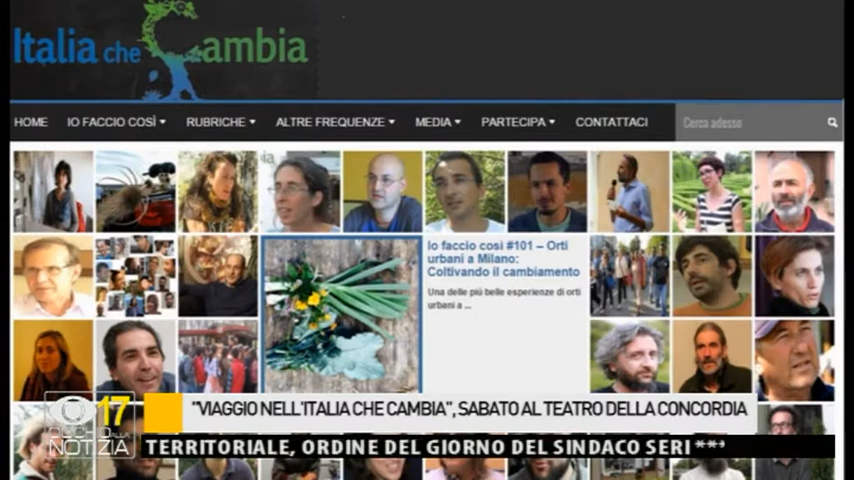 Italia che Cambia
HOME IO FACCIO COSÌ RUBRICHE ALTRE FREQUENZE MEDIA PARTECIPA CONTATTACI Cerca adesso
Io faccio così #101 – Orti
urbani a Milano:
Coltivando il cambiamento
Una delle più belle esperienze di orti
urbani a ...
17
OCCHIO ALLA
NOTIZIA
"VIAGGIO NELL'ITALIA CHE CAMBIA", SABATO AL TEATRO DELLA CONCORDIA
TERRITORIALE, ORDINE DEL GIORNO DEL SINDACO SERI ***